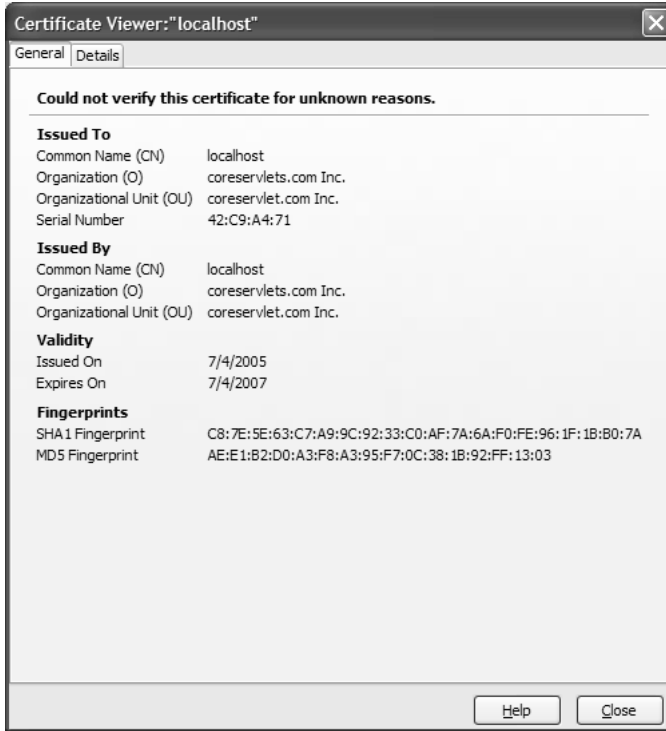 Certificate Viewer:"localhost"
General Details
Could not verify this certificate for unknown reasons.
Issued To
Common Name (CN) localhost
Organization (O) coreservlets.com Inc.
Organizational Unit (OU) coreservlet.com Inc.
Serial Number 42:C9:A4:71
Issued By
Common Name (CN) localhost
Organization (O) coreservlets.com Inc.
Organizational Unit (OU) coreservlet.com Inc.
Validity
Issued On 7/4/2005
Expires On 7/4/2007
Fingerprints
SHA1 Fingerprint C8:7E:5E:63:C7:A9:9C:92:33:C0:AF:7A:6A:F0:FE:96:1F:1B:B0:7A
MD5 Fingerprint AE:E1:B2:D0:A3:F8:A3:95:F7:0C:38:1B:92:FF:13:03
Help Close